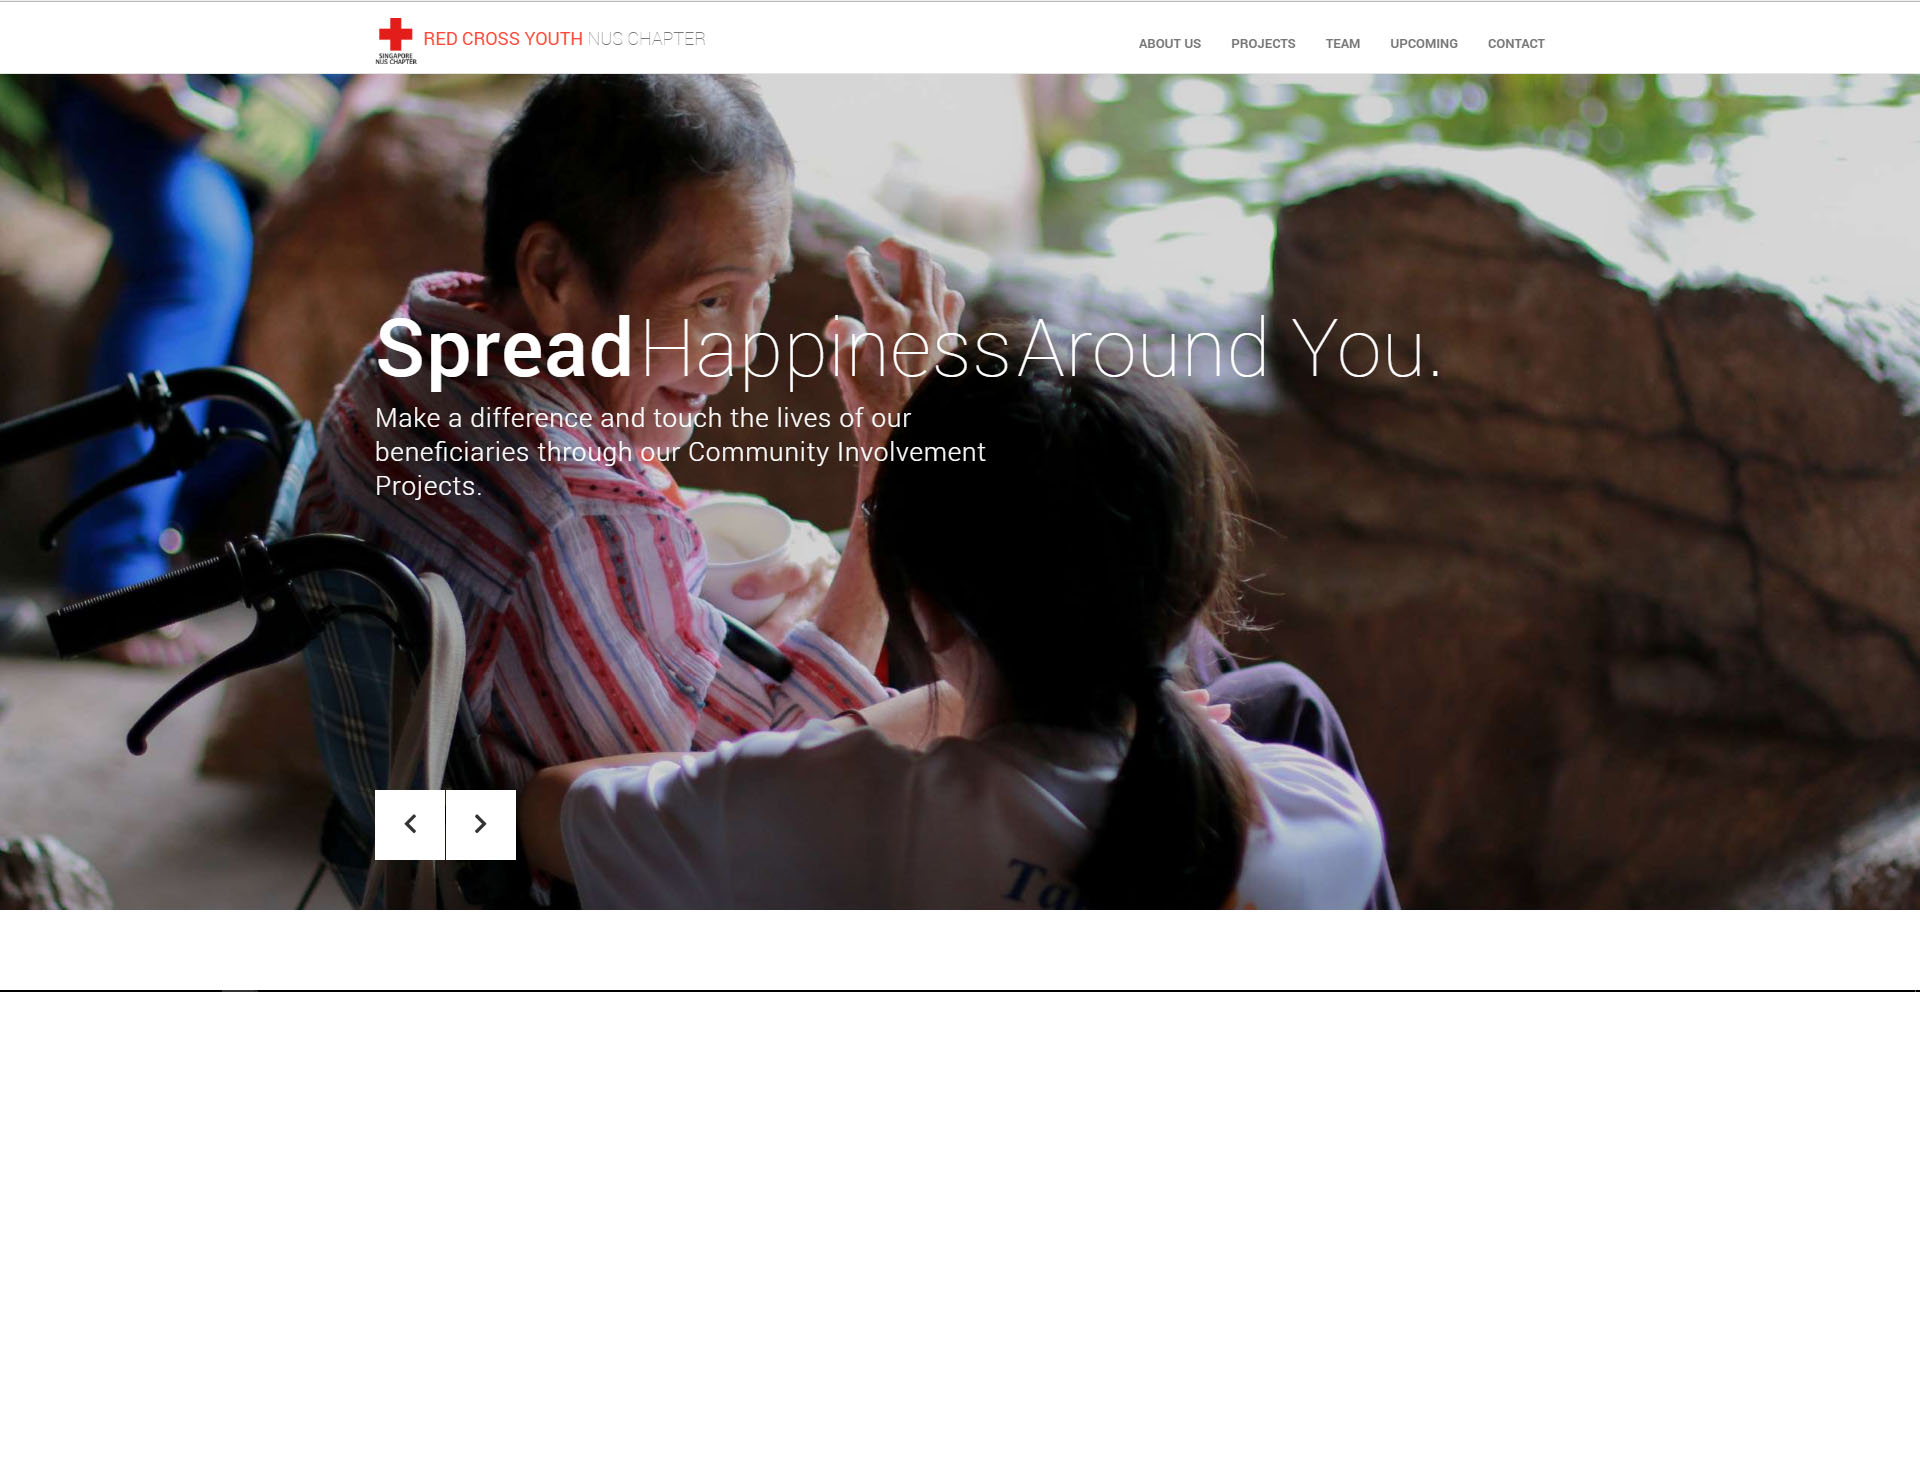 SINGAPORE
NUS CHAPTER
RED CROSS YOUTH NUS CHAPTER
ABOUT US PROJECTS TEAM UPCOMING CONTACT
Spread Happiness Around You.
Make a difference and touch the lives of our
beneficiaries through our Community Involvement
Projects.